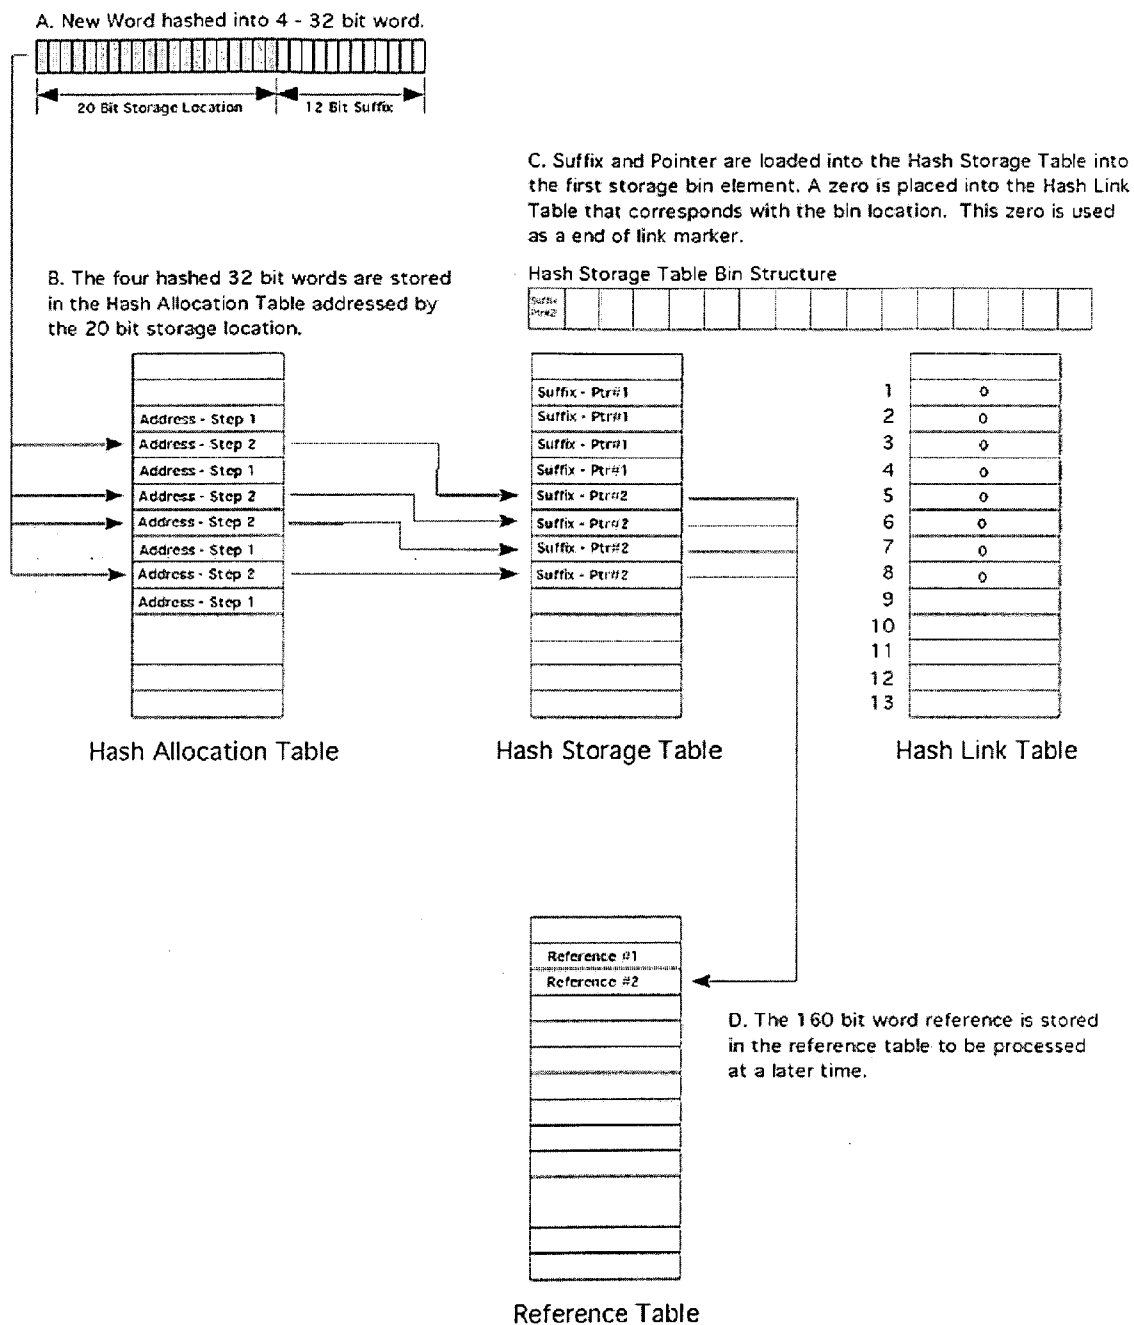 A. New Word hashed into 4 - 32 bit word.
20 Bit Storage Location
12 Bit Suffix
C. Suffix and Pointer are loaded into the Hash Storage Table into
the first storage bin element. A zero is placed into the Hash Link
Table that corresponds with the bin location. This zero is used
as a end of link marker.
B. The four hashed 32 bit words are stored
in the Hash Allocation Table addressed by
the 20 bit storage location.
Hash Storage Table Bin Structure
Suffix
Ptr#2
Address - Step 1
Address - Step 2
Address - Step 1
Address - Step 2
Address - Step 2
Address - Step 1
Address - Step 2
Address - Step 1
Hash Allocation Table
Suffix - Ptr#1
Suffix - Ptr#1
Suffix - Ptr#1
Suffix - Ptr#1
Suffix - Ptr#2
Suffix - Ptr#2
Suffix - Ptr#2
Suffix - Ptr#2
Hash Storage Table
1 0
2 0
3 0
4 0
5 0
6 0
7 0
8 0
9
10
11
12
13
Hash Link Table
Reference #1
Reference #2
D. The 160 bit word reference is stored
in the reference table to be processed
at a later time.
Reference Table